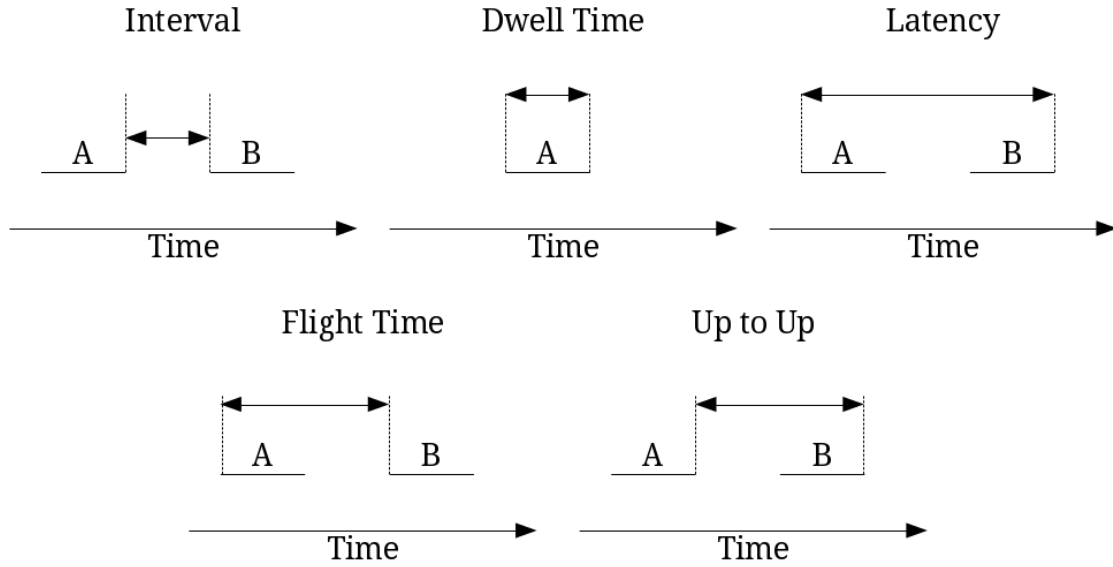 Interval Dwell Time Latency
A B A A B
Time Time Time
Flight Time Up to Up
A B A B
Time Time